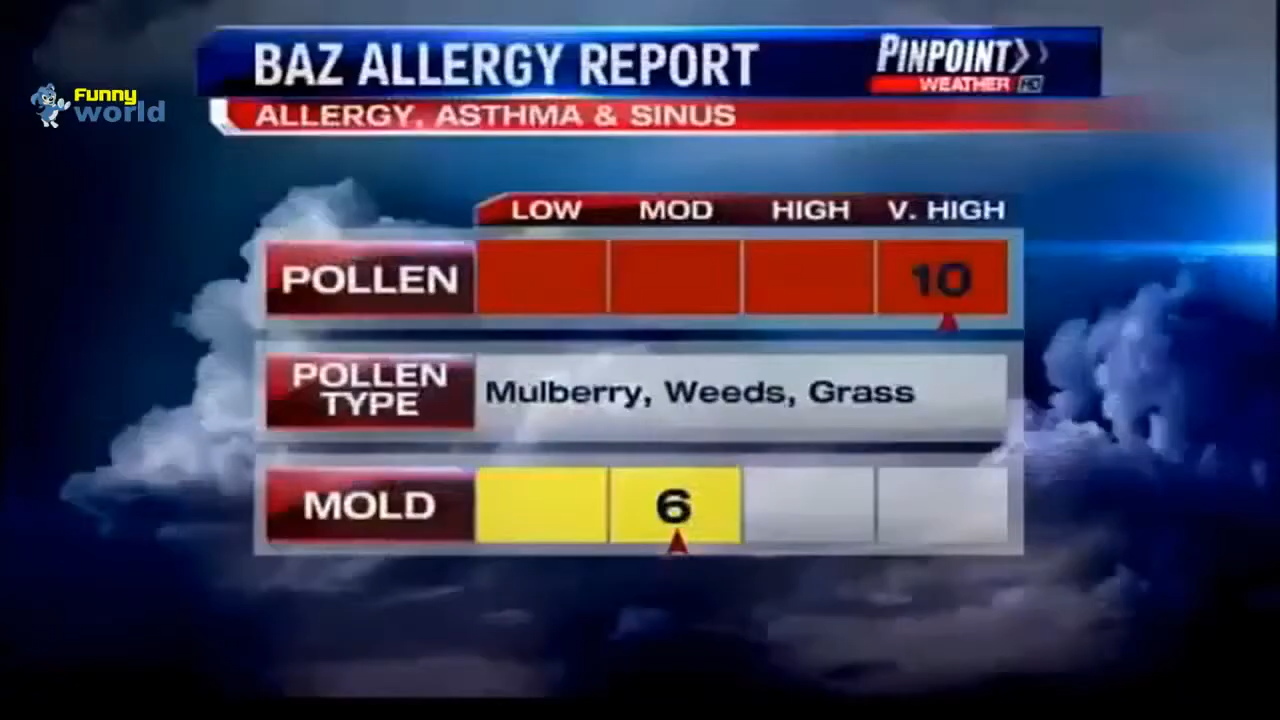 BAZ ALLERGY REPORT
PINPOINT
WEATHER HD
Funny
world
ALLERGY, ASTHMA & SINUS
LOW MOD HIGH V. HIGH
POLLEN 10
POLLEN
TYPE
Mulberry, Weeds, Grass
MOLD 6